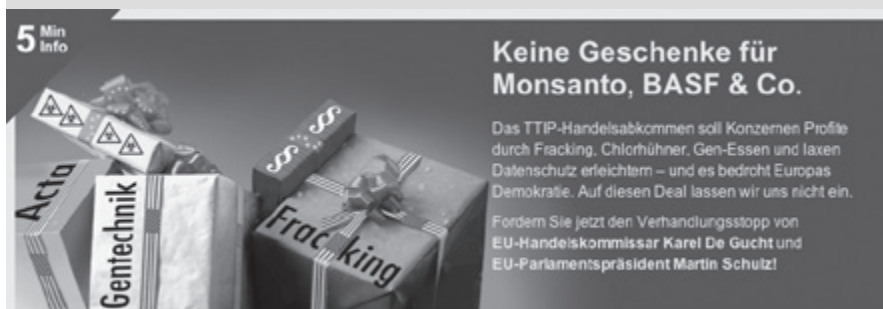 5 Min
Info
Keine Geschenke für
Monsanto, BASF & Co.
Das TTIP-Handelsabkommen soll Konzernen Profite
durch Fracking, Chlorhühner, Gen-Essen und laxen
Datenschutz erleichtern – und es bedroht Europas
Demokratie. Auf diesen Deal lassen wir uns nicht ein.
Fordern Sie jetzt den Verhandlungsstopp von
EU-Handelskommissar Karel De Gucht und
EU-Parlamentspräsident Martin Schulz!
Acta
Gentechnik
§§
§§
Fracking